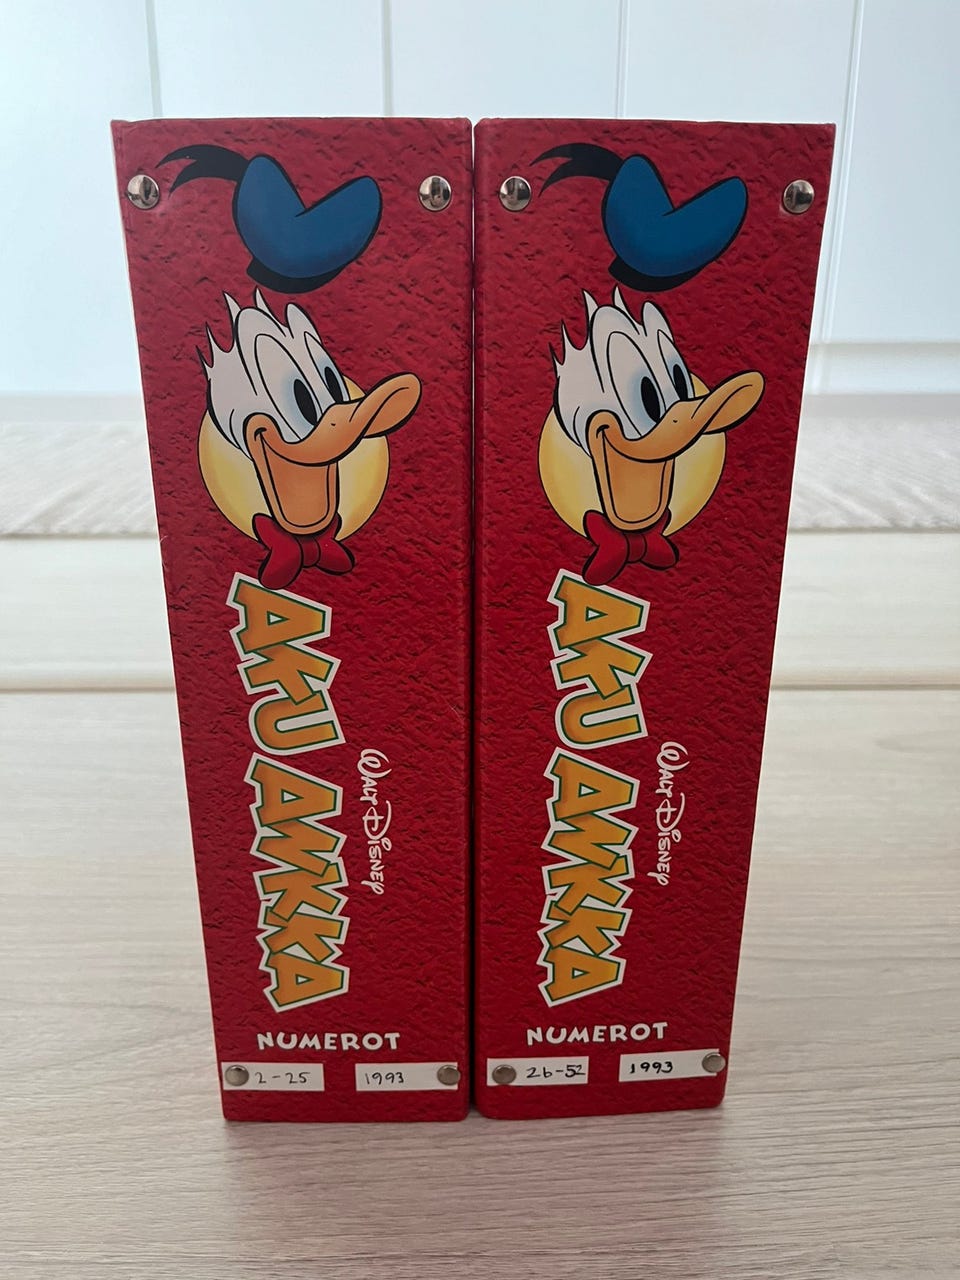 AKU ANKKA
WALT DISNEY
NUMEROT
2-25 1993
AKU ANKKA
WALT DISNEY
NUMEROT
26-52 1993